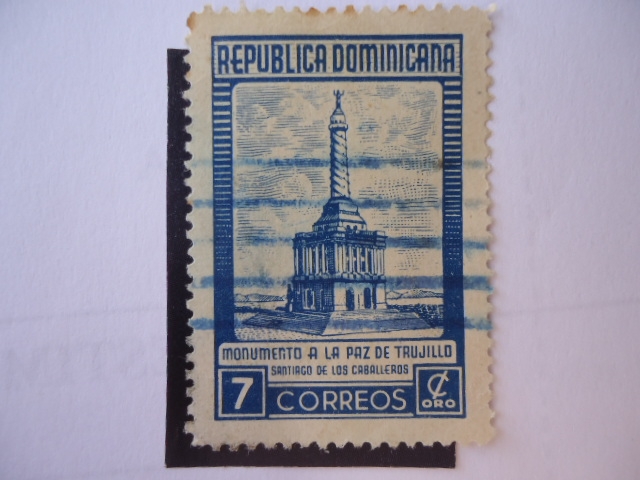 REPUBLICA DOMINICANA
MONUMENTO A LA PAZ DE TRUJILLO
SANTIAGO DE LOS CABALLEROS
7 CORREOS ₵ ORO